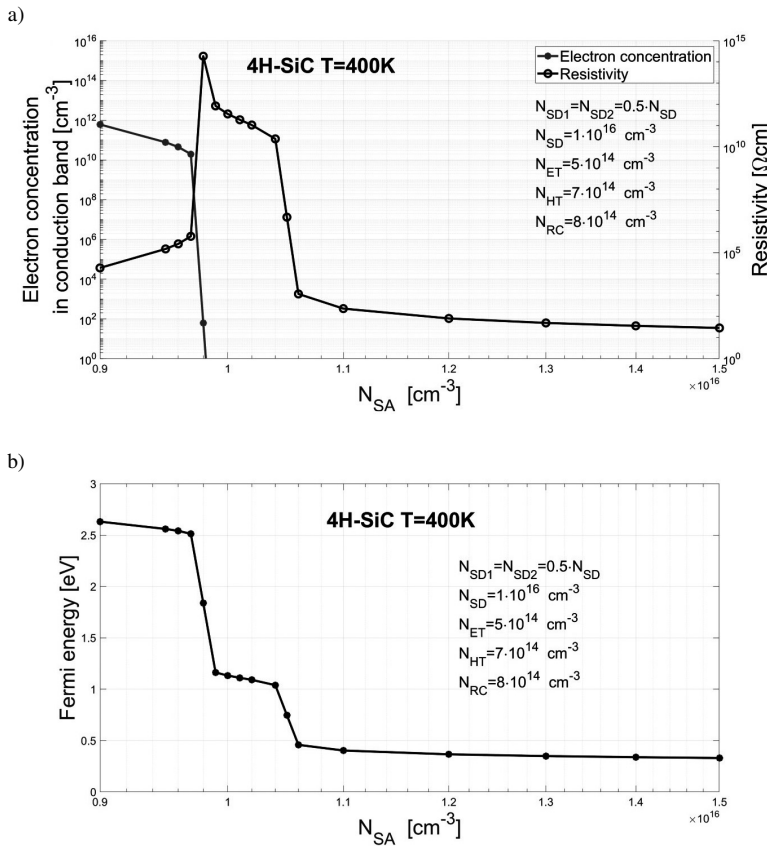 a)
4H-SiC T=400K
Electron concentration
Resistivity
N_SD1=N_SD2=0.5·N_SD
N_SD=1·10^16 cm^-3
N_ET=5·10^14 cm^-3
N_HT=7·10^14 cm^-3
N_RC=8·10^14 cm^-3
Electron concentration
in conduction band [cm^-3]
10^16
10^14
10^12
10^10
10^8
10^6
10^4
10^2
10^0
Resistivity [Ωcm]
10^15
10^10
10^5
10^0
0.9 1 1.1 1.2 1.3 1.4 1.5
×10^16
N_SA [cm^-3]
b)
4H-SiC T=400K
N_SD1=N_SD2=0.5·N_SD
N_SD=1·10^16 cm^-3
N_ET=5·10^14 cm^-3
N_HT=7·10^14 cm^-3
N_RC=8·10^14 cm^-3
Fermi energy [eV]
3
2.5
2
1.5
1
0.5
0
0.9 1 1.1 1.2 1.3 1.4 1.5
×10^16
N_SA [cm^-3]